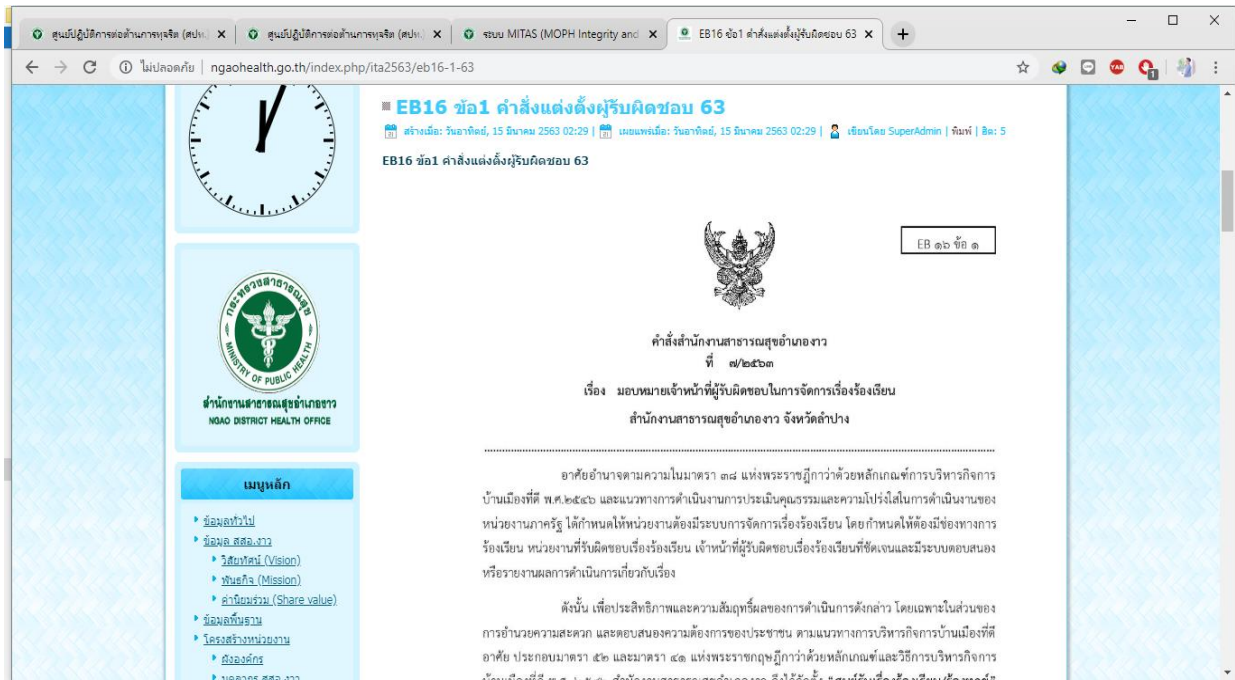 ศูนย์ปฏิบัติการต่อต้านการทุจริต (ศปท.)
ศูนย์ปฏิบัติการต่อต้านการทุจริต (ศปท.)
ระบบ MITAS (MOPH Integrity and
EB16 ข้อ1 คำสั่งแต่งตั้งผู้รับผิดชอบ 63
ไม่ปลอดภัย | ngaohealth.go.th/index.php/ita2563/eb16-1-63
EB16 ข้อ1 คำสั่งแต่งตั้งผู้รับผิดชอบ 63
สร้างเมื่อ: วันอาทิตย์, 15 มีนาคม 2563 02:29 | เผยแพร่เมื่อ: วันอาทิตย์, 15 มีนาคม 2563 02:29 | เขียนโดย SuperAdmin | พิมพ์ | ฮิต: 5
EB16 ข้อ1 คำสั่งแต่งตั้งผู้รับผิดชอบ 63
EB ๑๖ ข้อ ๑
คำสั่งสำนักงานสาธารณสุขอำเภองาว
ที่ ๗/๒๕๖๓
เรื่อง มอบหมายเจ้าหน้าที่ผู้รับผิดชอบในการจัดการเรื่องร้องเรียน
สำนักงานสาธารณสุขอำเภองาว จังหวัดลำปาง
อาศัยอำนาจตามความในมาตรา ๓๘ แห่งพระราชฎีกาว่าด้วยหลักเกณฑ์การบริหารกิจการ
บ้านเมืองที่ดี พ.ศ.๒๕๔๖ และแนวทางการดำเนินงานการประเมินคุณธรรมและความโปร่งใสในการดำเนินงานของ
หน่วยงานภาครัฐ ได้กำหนดให้หน่วยงานต้องมีระบบการจัดการเรื่องร้องเรียน โดยกำหนดให้ต้องมีช่องทางการ
ร้องเรียน หน่วยงานที่รับผิดชอบเรื่องร้องเรียน เจ้าหน้าที่ผู้รับผิดชอบเรื่องร้องเรียนที่ชัดเจนและมีระบบตอบสนอง
หรือรายงานผลการดำเนินการเกี่ยวกับเรื่อง
ดังนั้น เพื่อประสิทธิภาพและความสัมฤทธิ์ผลของการดำเนินการดังกล่าว โดยเฉพาะในส่วนของ
การอำนวยความสะดวก และตอบสนองความต้องการของประชาชน ตามแนวทางการบริหารกิจการบ้านเมืองที่ดี
อาศัย ประกอบมาตรา ๕๒ และมาตรา ๔๑ แห่งพระราชกฤษฎีกาว่าด้วยหลักเกณฑ์และวิธีการบริหารกิจการ
กระทรวงสาธารณสุข
MINISTRY OF PUBLIC HEALTH
สำนักงานสาธารณสุขอำเภองาว
NGAO DISTRICT HEALTH OFFICE
เมนูหลัก
ข้อมูลทั่วไป
ข้อมูล สสอ.งาว
วิสัยทัศน์ (Vision)
พันธกิจ (Mission)
ค่านิยมร่วม (Share value)
ข้อมูลพื้นฐาน
โครงสร้างหน่วยงาน
ผังองค์กร